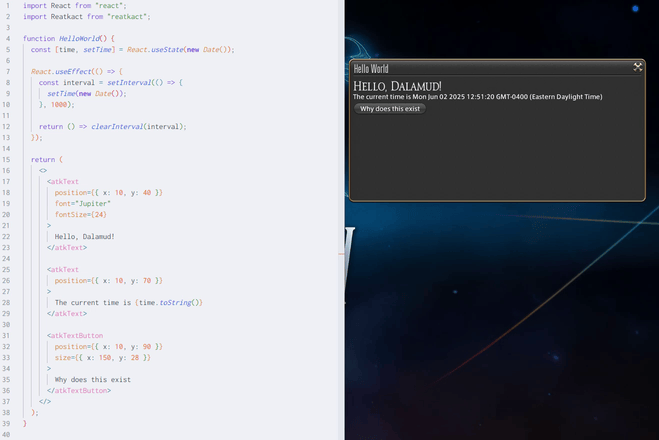 1 import React from "react";
2 import Reatkact from "reatkact";
3
4 function HelloWorld() {
5 const [time, setTime] = React.useState(new Date());
6
7 React.useEffect(() => {
8 const interval = setInterval(() => {
9 setTime(new Date());
10 }, 1000);
11
12 return () => clearInterval(interval);
13 });
14
15 return (
16 <>
17 <atkText
18 position={{ x: 10, y: 40 }}
19 font="Jupiter"
20 fontSize={24}
21 >
22 Hello, Dalamud!
23 </atkText>
24
25 <atkText
26 position={{ x: 10, y: 70 }}
27 >
28 The current time is {time.toString()}
29 </atkText>
30
31 <atkTextButton
32 position={{ x: 10, y: 90 }}
33 size={{ x: 150, y: 28 }}
34 >
35 Why does this exist
36 </atkTextButton>
37 </>
38 );
39 }
40
Hello World
Hello, Dalamud!
The current time is Mon Jun 02 2025 12:51:20 GMT-0400 (Eastern Daylight Time)
Why does this exist